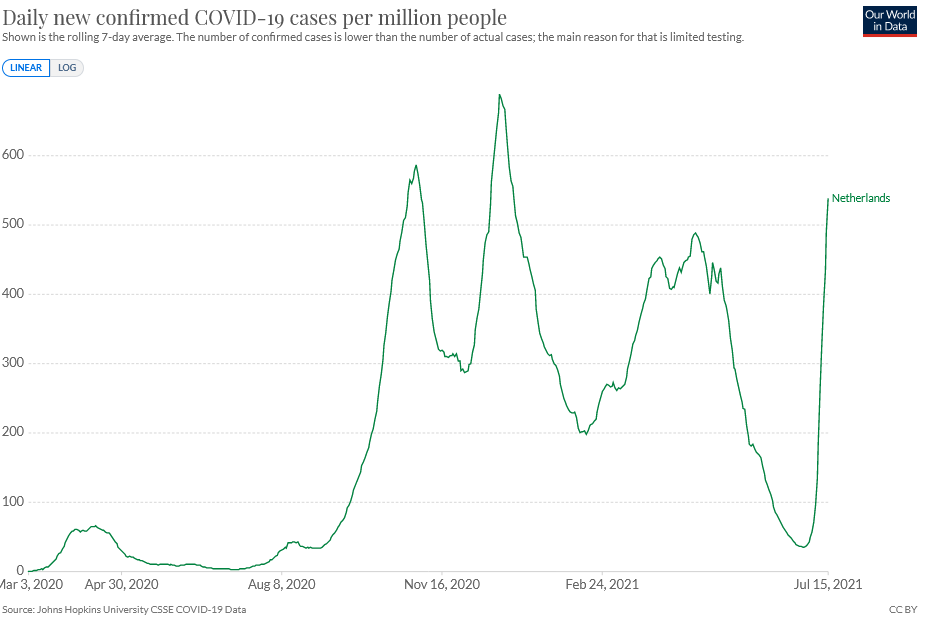 Daily new confirmed COVID-19 cases per million people
Shown is the rolling 7-day average. The number of confirmed cases is lower than the number of actual cases; the main reason for that is limited testing.
Our World
in Data
LINEAR LOG
600
500
400
300
200
100
0
Netherlands
Mar 3, 2020 Apr 30, 2020 Aug 8, 2020 Nov 16, 2020 Feb 24, 2021 Jul 15, 2021
Source: Johns Hopkins University CSSE COVID-19 Data
CC BY